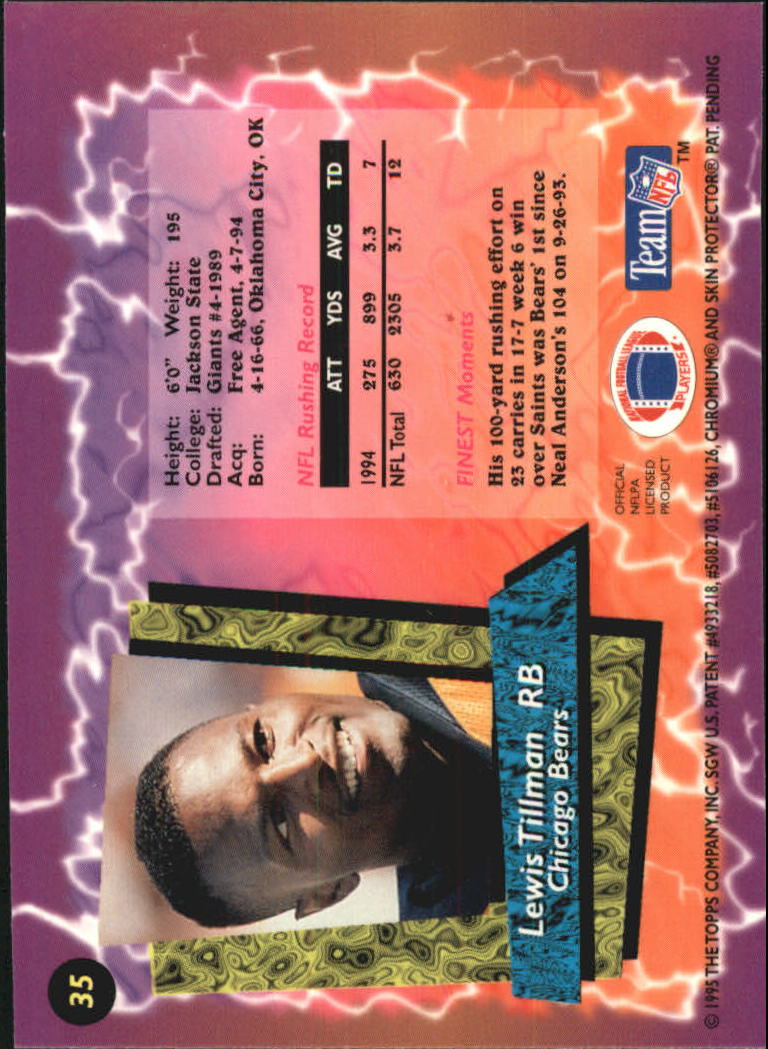 35
Lewis Tillman RB
Chicago Bears
Height: 6'0" Weight: 195
College: Jackson State
Drafted: Giants #4-1989
Acq: Free Agent, 4-7-94
Born: 4-16-66, Oklahoma City, OK
NFL Rushing Record
ATT YDS AVG TD
1994 275 899 3.3 7
NFL Total 630 2305 3.7 12
FINEST Moments
His 100-yard rushing effort on
23 carries in 17-7 week 6 win
over Saints was Bears' 1st since
Neal Anderson's 104 on 9-26-93.
OFFICIAL
NFLPA
LICENSED
PRODUCT
NATIONAL FOOTBALL LEAGUE
PLAYERS
Team NFL TM
© 1995 THE TOPPS COMPANY, INC. SGW U.S. PATENT #4933218, #5082703, #5106126, CHROMIUM® AND SKIN PROTECTOR® PAT. PENDING